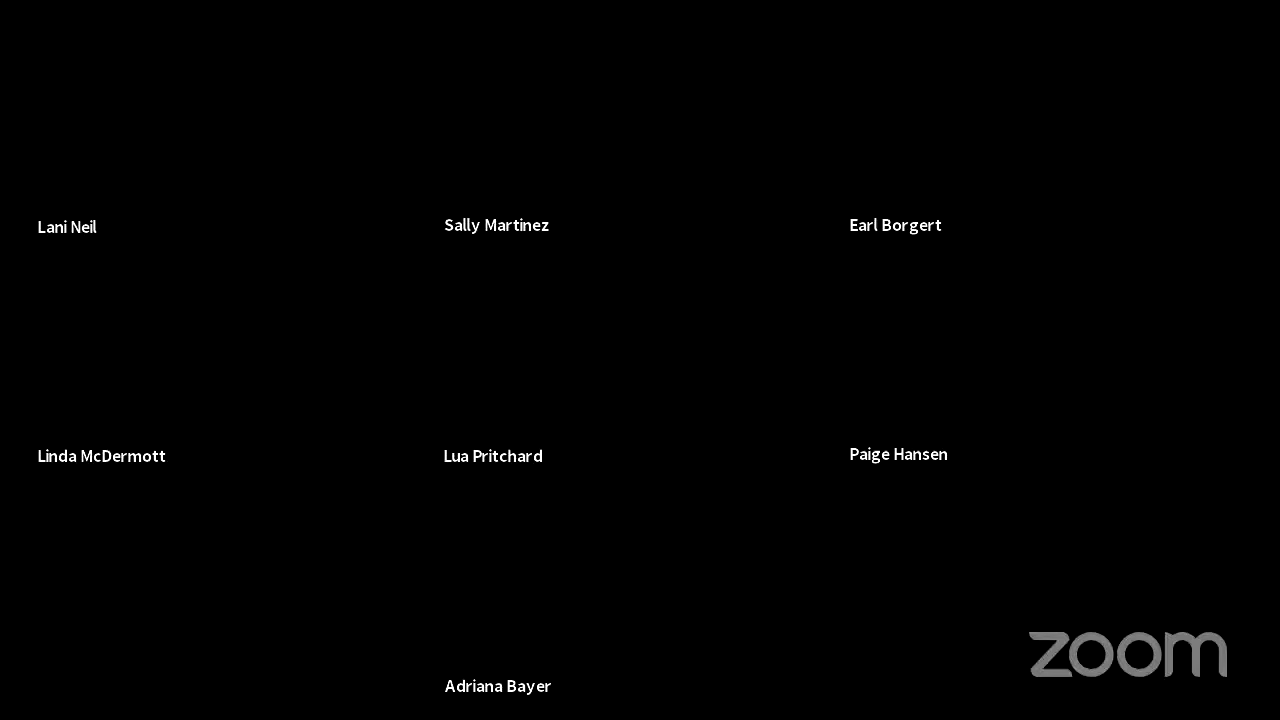 Lani Neil
Sally Martinez
Earl Borgert
Linda McDermott
Lua Pritchard
Paige Hansen
zoom
Adriana Bayer